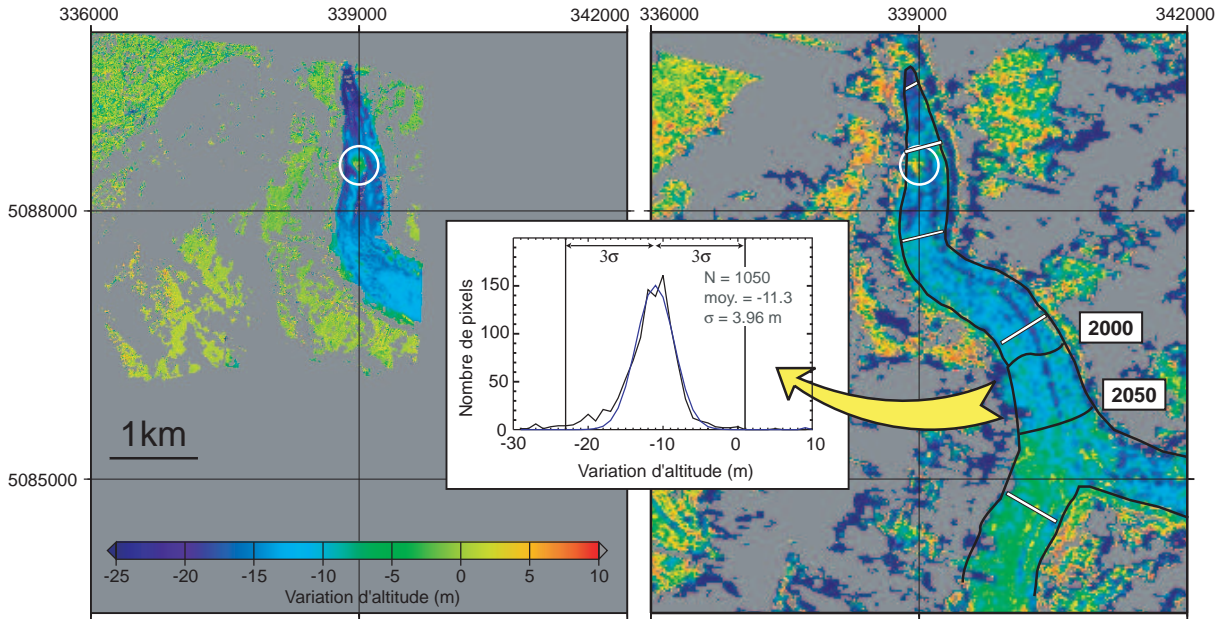 336000 339000 342000 336000 339000 342000
5088000
5085000
1km
-25 -20 -15 -10 -5 0 5 10
Variation d'altitude (m)
3σ 3σ
N = 1050
moy. = -11.3
σ = 3.96 m
Nombre de pixels
150
100
50
0
-30 -20 -10 0 10
Variation d'altitude (m)
2000
2050